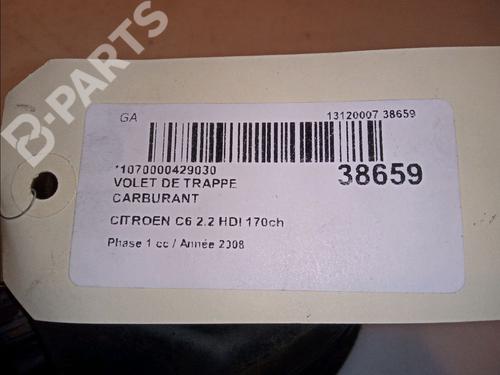 B-PARTS
GA
13120007 38659
*1070000429030
38659
VOLET DE TRAPPE
CARBURANT
CITROEN C6 2.2 HDI 170ch
Phase 1 cc / Année 2008